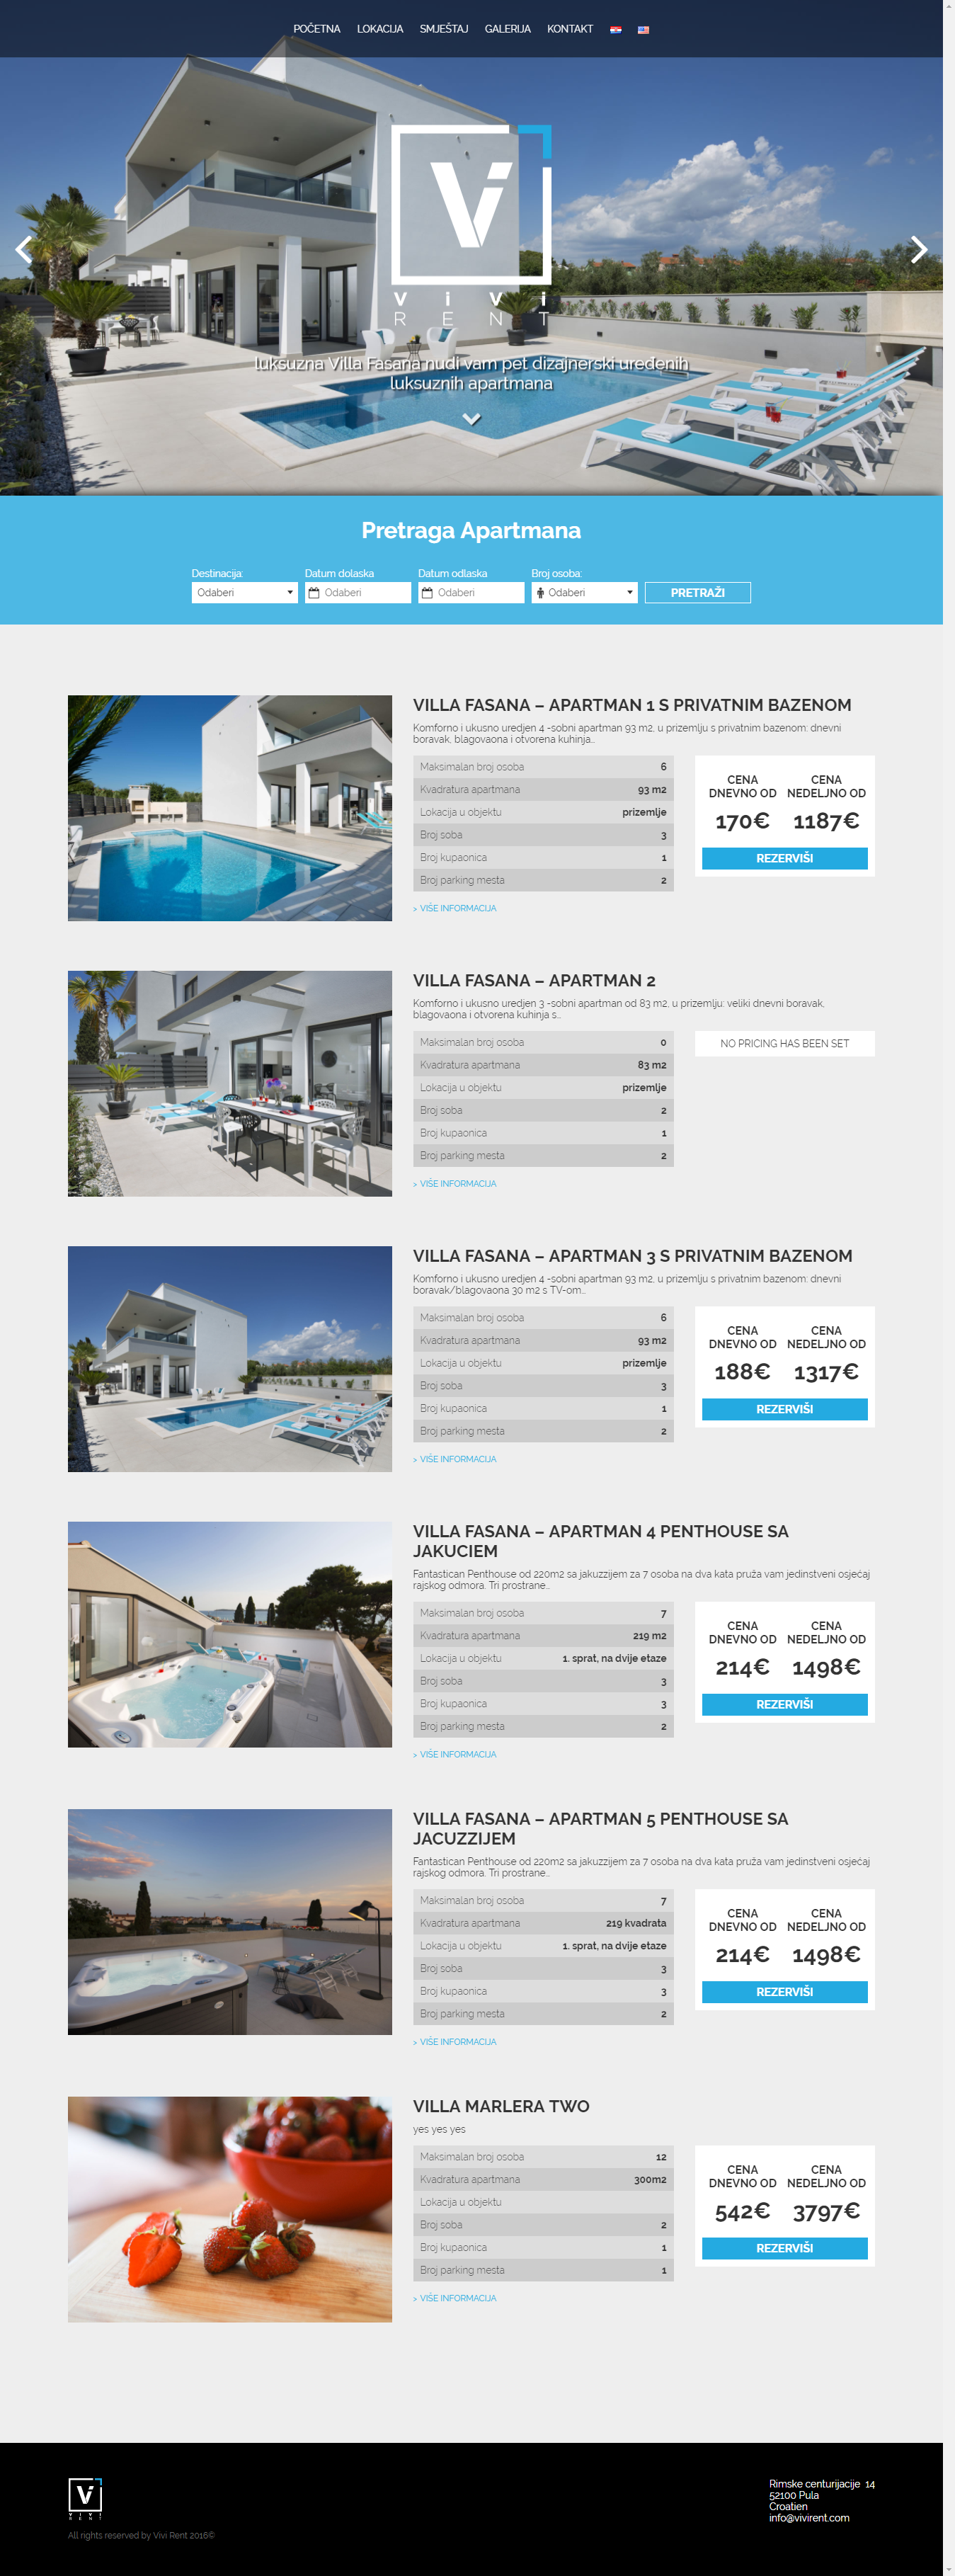 POČETNA LOKACIJA SMJEŠTAJ GALERIJA KONTAKT
Vi
ViVi
RENT
luksuzna Villa Fasana nudi vam pet dizajnerski uređenih
luksuznih apartmana
Pretraga Apartmana
Destinacija: Datum dolaska Datum odlaska Broj osoba:
Odaberi Odaberi Odaberi Odaberi PRETRAŽI
VILLA FASANA – APARTMAN 1 S PRIVATNIM BAZENOM
Komforno i ukusno uredjen 4 -sobni apartman 93 m2, u prizemlju s privatnim bazenom: dnevni
boravak, blagovaona i otvorena kuhinja...
Maksimalan broj osoba 6
Kvadratura apartmana 93 m2
Lokacija u objektu prizemlje
Broj soba 3
Broj kupaonica 1
Broj parking mesta 2
CENA DNEVNO OD CENA NEDELJNO OD
170€ 1187€
REZERVIŠI
> VIŠE INFORMACIJA
VILLA FASANA – APARTMAN 2
Komforno i ukusno uredjen 3 -sobni apartman od 83 m2, u prizemlju: veliki dnevni boravak,
blagovaona i otvorena kuhinja s...
Maksimalan broj osoba 0
Kvadratura apartmana 83 m2
Lokacija u objektu prizemlje
Broj soba 2
Broj kupaonica 1
Broj parking mesta 2
NO PRICING HAS BEEN SET
> VIŠE INFORMACIJA
VILLA FASANA – APARTMAN 3 S PRIVATNIM BAZENOM
Komforno i ukusno uredjen 4 -sobni apartman 93 m2, u prizemlju s privatnim bazenom: dnevni
boravak/blagovaona 30 m2 s TV-om...
Maksimalan broj osoba 6
Kvadratura apartmana 93 m2
Lokacija u objektu prizemlje
Broj soba 3
Broj kupaonica 1
Broj parking mesta 2
CENA DNEVNO OD CENA NEDELJNO OD
188€ 1317€
REZERVIŠI
> VIŠE INFORMACIJA
VILLA FASANA – APARTMAN 4 PENTHOUSE SA
JAKUCIEM
Fantastican Penthouse od 220m2 sa jakuzzijem za 7 osoba na dva kata pruža vam jedinstveni osjećaj
rajskog odmora. Tri prostrane...
Maksimalan broj osoba 7
Kvadratura apartmana 219 m2
Lokacija u objektu 1. sprat, na dvije etaze
Broj soba 3
Broj kupaonica 3
Broj parking mesta 2
CENA DNEVNO OD CENA NEDELJNO OD
214€ 1498€
REZERVIŠI
> VIŠE INFORMACIJA
VILLA FASANA – APARTMAN 5 PENTHOUSE SA
JACUZZIJEM
Fantastican Penthouse od 220m2 sa jakuzzijem za 7 osoba na dva kata pruža vam jedinstveni osjećaj
rajskog odmora. Tri prostrane...
Maksimalan broj osoba 7
Kvadratura apartmana 219 kvadrata
Lokacija u objektu 1. sprat, na dvije etaze
Broj soba 3
Broj kupaonica 3
Broj parking mesta 2
CENA DNEVNO OD CENA NEDELJNO OD
214€ 1498€
REZERVIŠI
> VIŠE INFORMACIJA
VILLA MARLERA TWO
yes yes yes
Maksimalan broj osoba 12
Kvadratura apartmana 300m2
Lokacija u objektu
Broj soba 2
Broj kupaonica 1
Broj parking mesta 1
CENA DNEVNO OD CENA NEDELJNO OD
542€ 3797€
REZERVIŠI
> VIŠE INFORMACIJA
Vi
ViVi
RENT
All rights reserved by Vivi Rent 2016©
Rimske centurijacije 14
52100 Pula
Croatien
info@vivirent.com